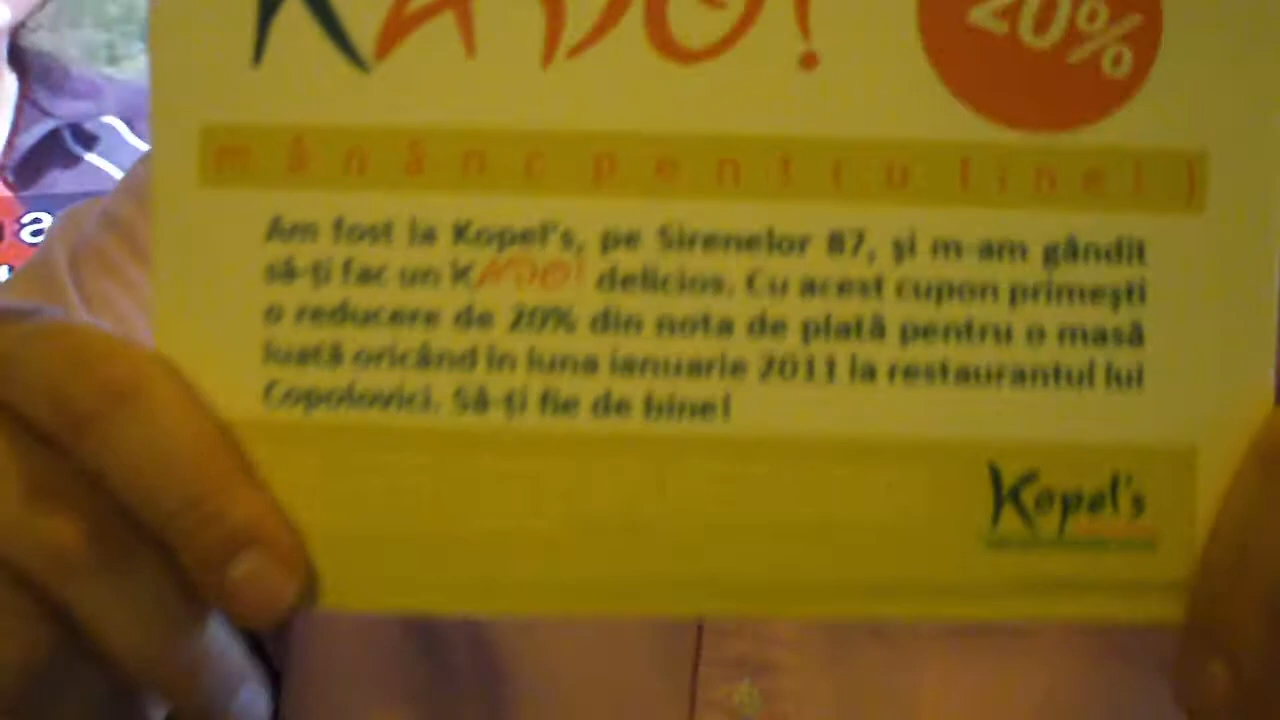 KADO!
20%
mănânc pentru tine!)
Am fost la Kopel's, pe Sirenelor 87, și m-am gândit
să-ți fac un KADO! delicios. Cu acest cupon primești
o reducere de 20% din nota de plată pentru o masă
luată oricând în luna ianuarie 2011 la restaurantul lui
Copolovici. Să-ți fie de bine!
Kopel's